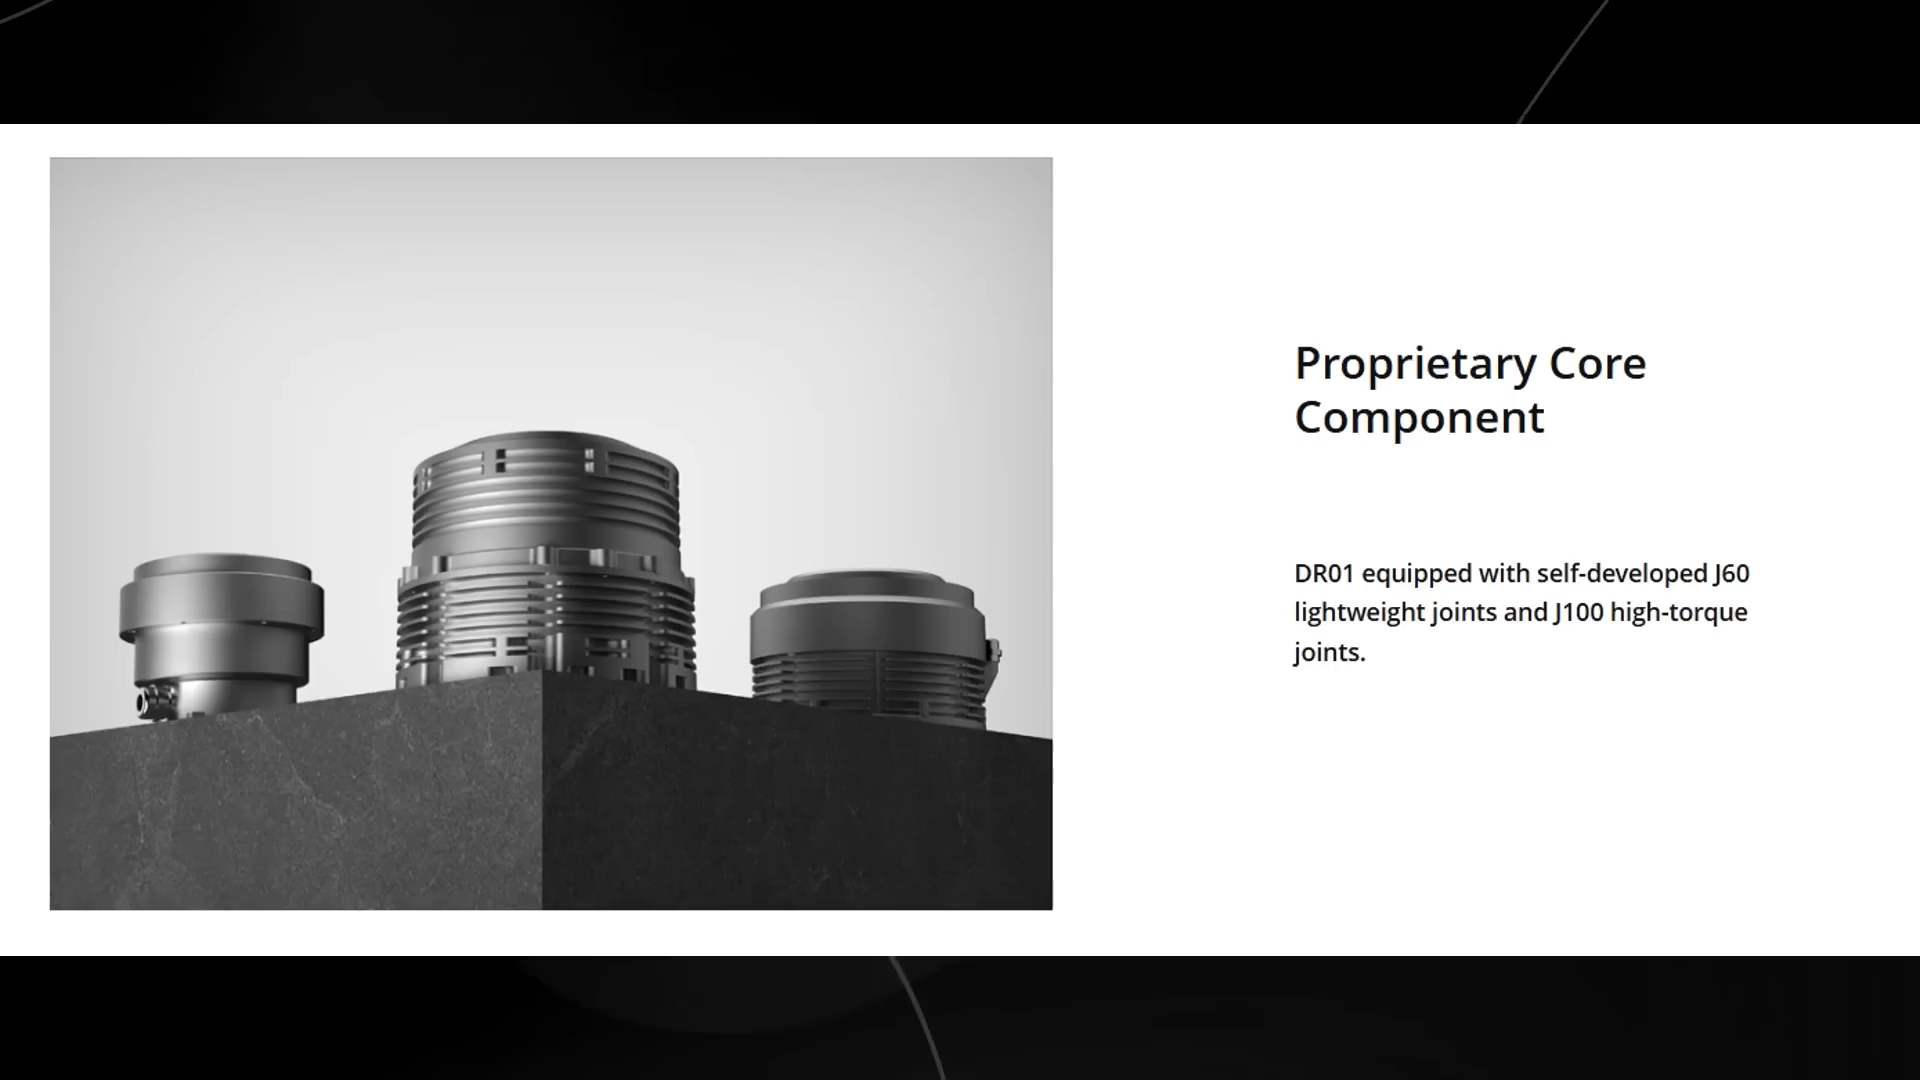 Proprietary Core
Component
DR01 equipped with self-developed J60
lightweight joints and J100 high-torque
joints.